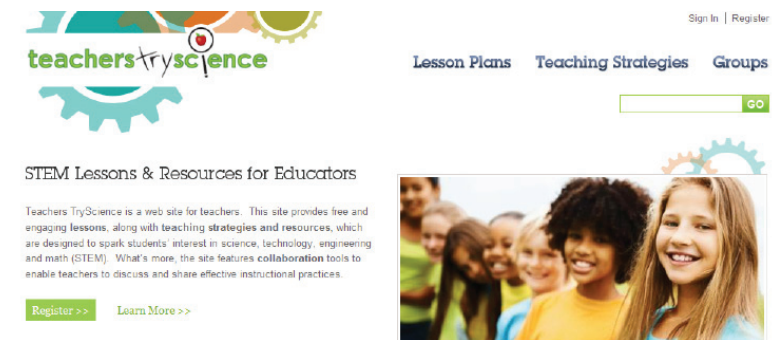 Sign In | Register
teacherstryscience
Lesson Plans Teaching Strategies Groups
GO
STEM Lessons & Resources for Educators
Teachers TryScience is a web site for teachers. This site provides free and
engaging lessons, along with teaching strategies and resources, which
are designed to spark students' interest in science, technology, engineering
and math (STEM). What's more, the site features collaboration tools to
enable teachers to discuss and share effective instructional practices.
Register >> Learn More >>